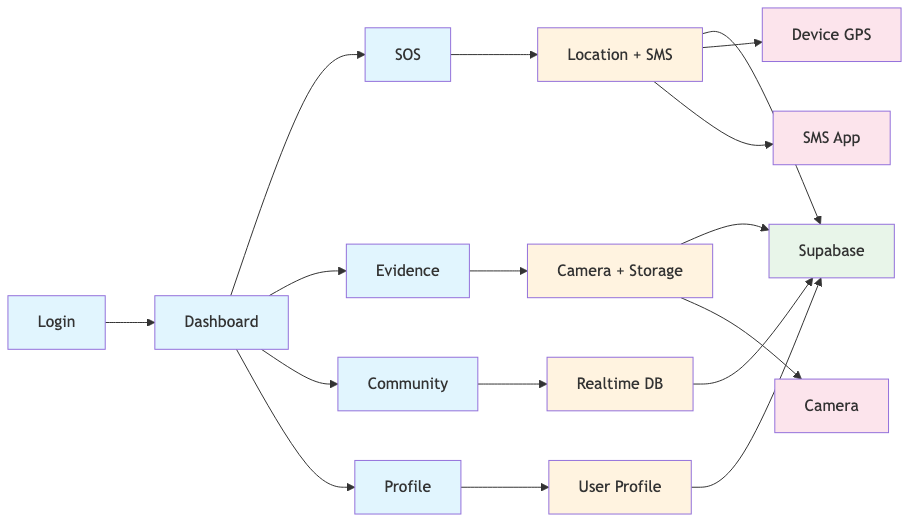 Login
Dashboard
SOS
Evidence
Community
Profile
Location + SMS
Camera + Storage
Realtime DB
User Profile
Device GPS
SMS App
Supabase
Camera